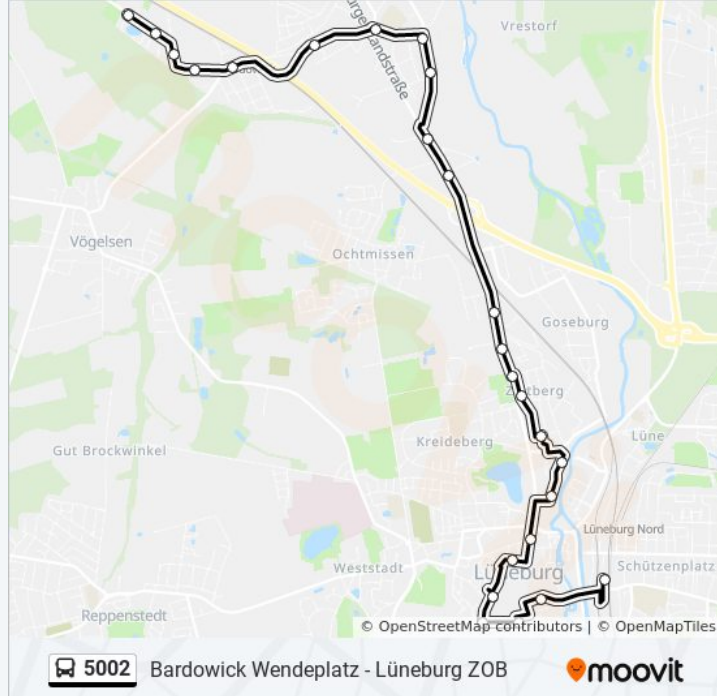 Vrestorf
Landstraße
Vögelsen
Ochtmissen
Goseburg
Kreideberg
Lüne
Gut Brockwinkel
Lüneburg Nord
Weststadt
Schützenplatz
Reppenstedt
© OpenStreetMap contributors | © OpenMapTiles
5002 Bardowick Wendeplatz - Lüneburg ZOB
moovit